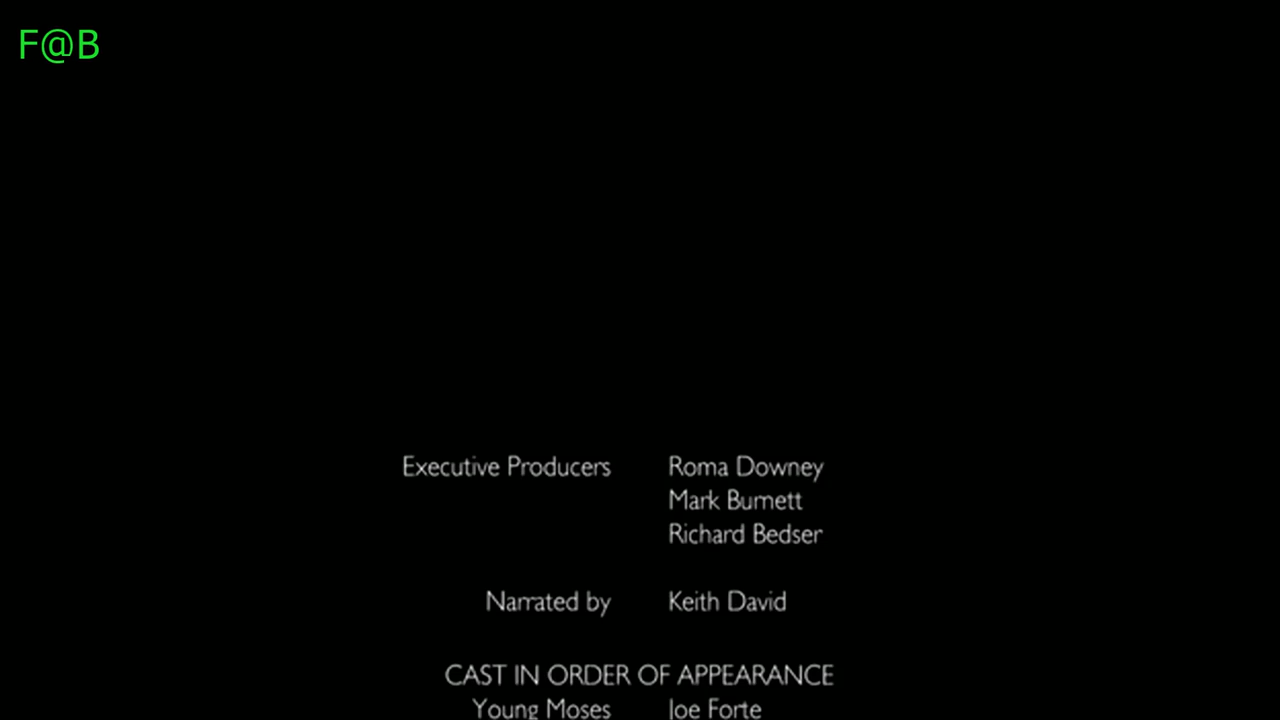 F@B
Executive Producers Roma Downey
Mark Burnett
Richard Bedser
Narrated by Keith David
CAST IN ORDER OF APPEARANCE
Young Moses Joe Forte